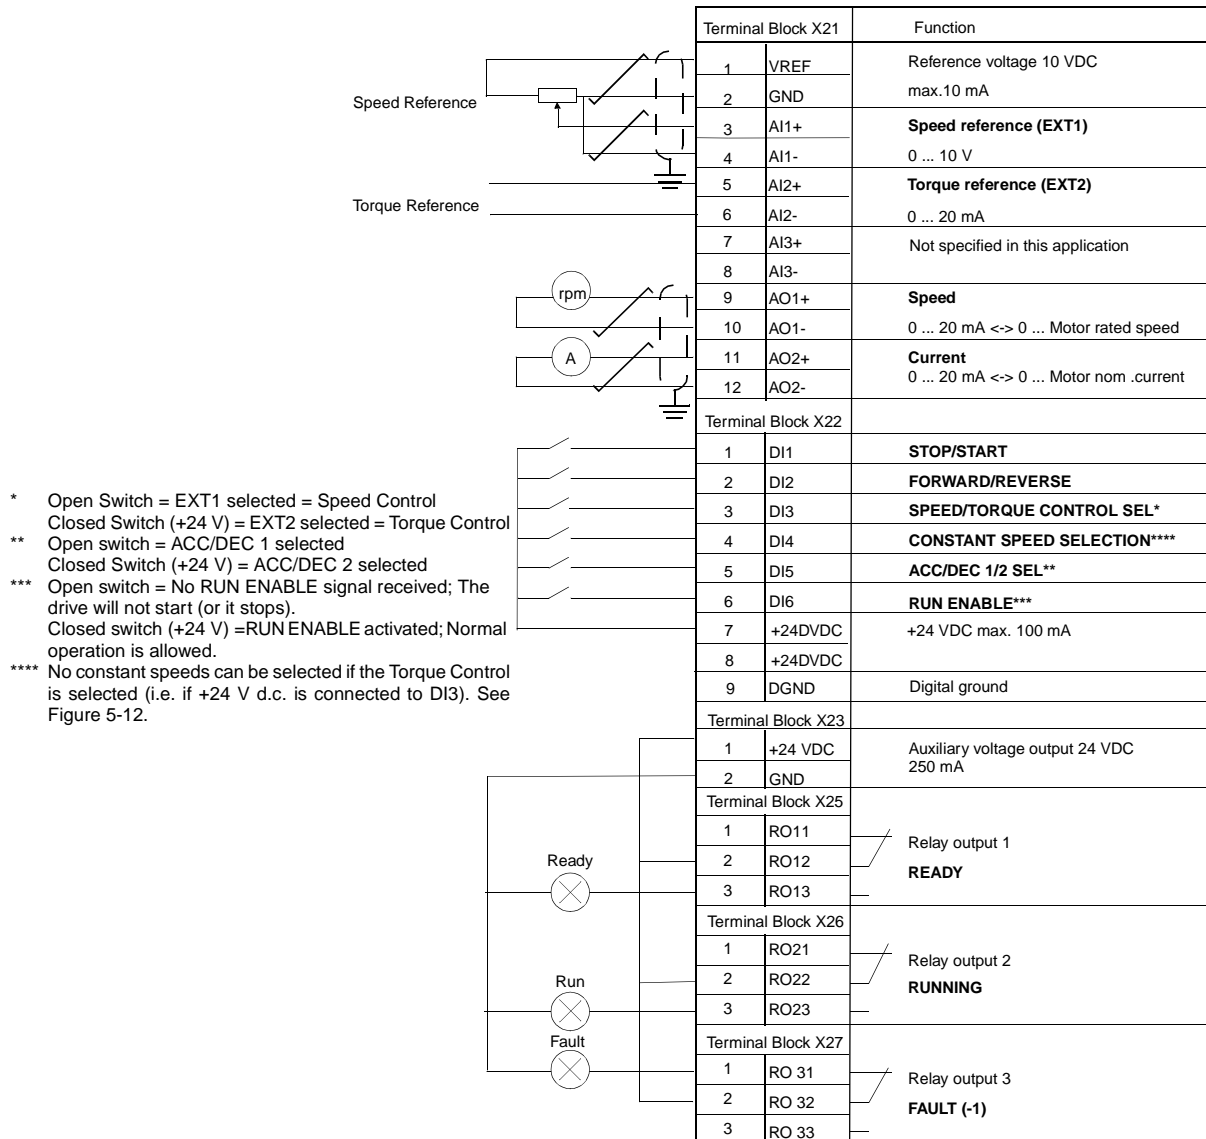 Terminal Block X21 Function
1 VREF Reference voltage 10 VDC
2 GND max.10 mA
Speed Reference
3 AI1+ Speed reference (EXT1)
4 AI1- 0 ... 10 V
5 AI2+ Torque reference (EXT2)
Torque Reference
6 AI2- 0 ... 20 mA
7 AI3+ Not specified in this application
8 AI3-
rpm
9 AO1+ Speed
10 AO1- 0 ... 20 mA <-> 0 ... Motor rated speed
A
11 AO2+ Current
12 AO2- 0 ... 20 mA <-> 0 ... Motor nom .current
Terminal Block X22
1 DI1 STOP/START
2 DI2 FORWARD/REVERSE
3 DI3 SPEED/TORQUE CONTROL SEL*
4 DI4 CONSTANT SPEED SELECTION****
5 DI5 ACC/DEC 1/2 SEL**
6 DI6 RUN ENABLE***
7 +24DVDC +24 VDC max. 100 mA
8 +24DVDC
9 DGND Digital ground
* Open Switch = EXT1 selected = Speed Control
Closed Switch (+24 V) = EXT2 selected = Torque Control
** Open switch = ACC/DEC 1 selected
Closed Switch (+24 V) = ACC/DEC 2 selected
*** Open switch = No RUN ENABLE signal received; The
drive will not start (or it stops).
Closed switch (+24 V) =RUN ENABLE activated; Normal
operation is allowed.
**** No constant speeds can be selected if the Torque Control
is selected (i.e. if +24 V d.c. is connected to DI3). See
Figure 5-12.
Terminal Block X23
1 +24 VDC Auxiliary voltage output 24 VDC
2 GND 250 mA
Terminal Block X25
1 RO11 Relay output 1
Ready
2 RO12 READY
3 RO13
Terminal Block X26
1 RO21 Relay output 2
Run
2 RO22 RUNNING
3 RO23
Fault
Terminal Block X27
1 RO 31 Relay output 3
2 RO 32 FAULT (-1)
3 RO 33